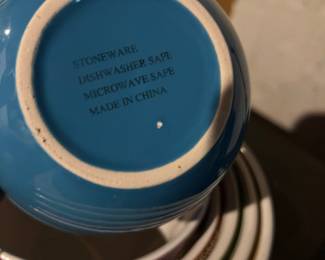 STONEWARE
DISHWASHER SAFE
MICROWAVE SAFE
MADE IN CHINA